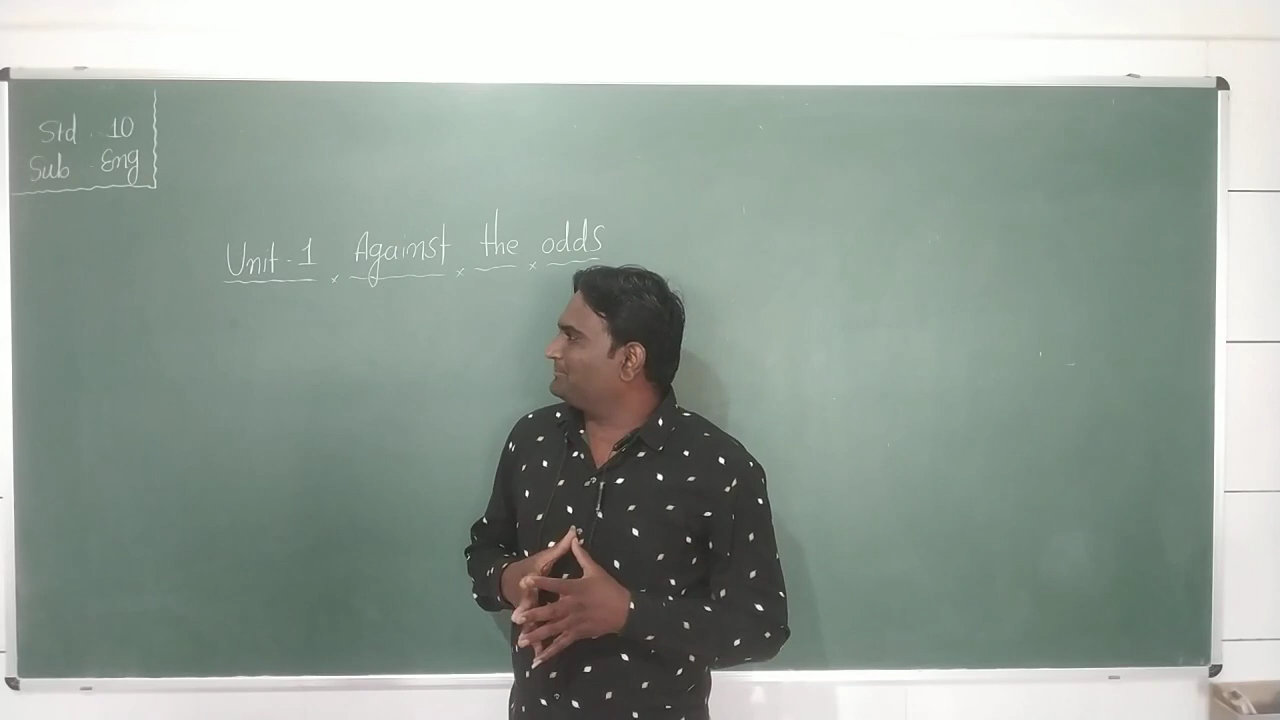 Std . 10
Sub . Eng
Unit - 1 Against the odds